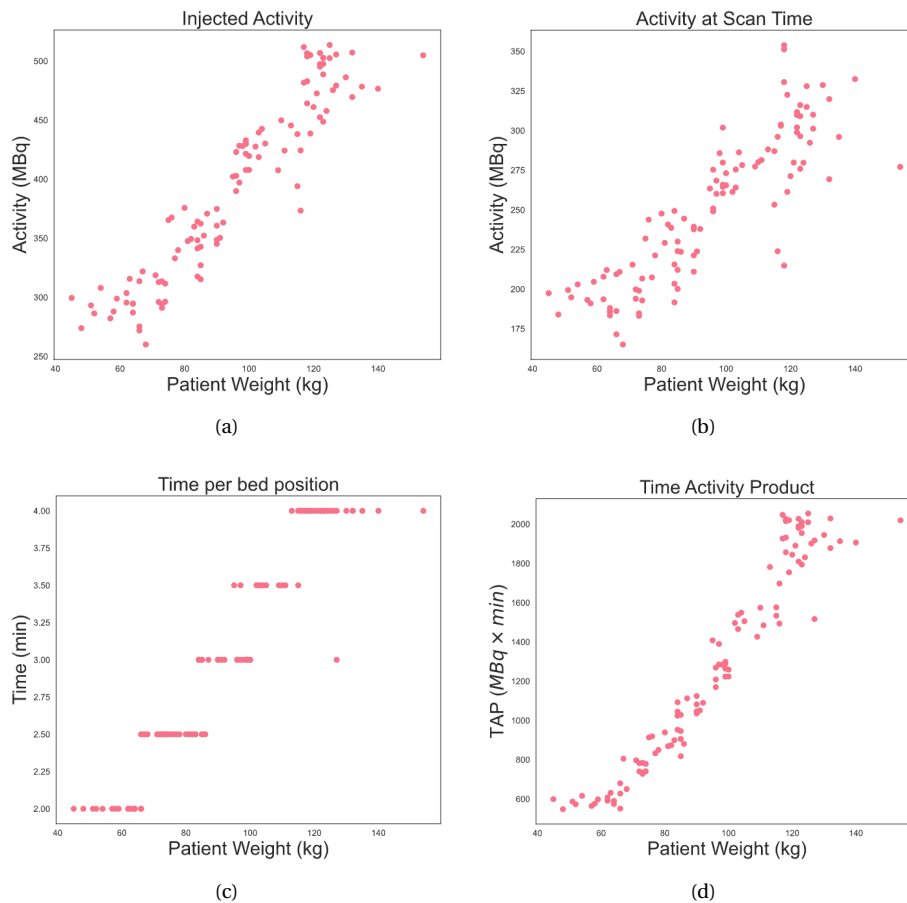 Injected Activity
Activity (MBq)
500
450
400
350
300
250
40 60 80 100 120 140
Patient Weight (kg)
(a)
Activity at Scan Time
Activity (MBq)
350
325
300
275
250
225
200
175
40 60 80 100 120 140
Patient Weight (kg)
(b)
Time per bed position
Time (min)
4.00
3.75
3.50
3.25
3.00
2.75
2.50
2.25
2.00
40 60 80 100 120 140
Patient Weight (kg)
(c)
Time Activity Product
TAP (MBq × min)
2000
1800
1600
1400
1200
1000
800
600
40 60 80 100 120 140
Patient Weight (kg)
(d)